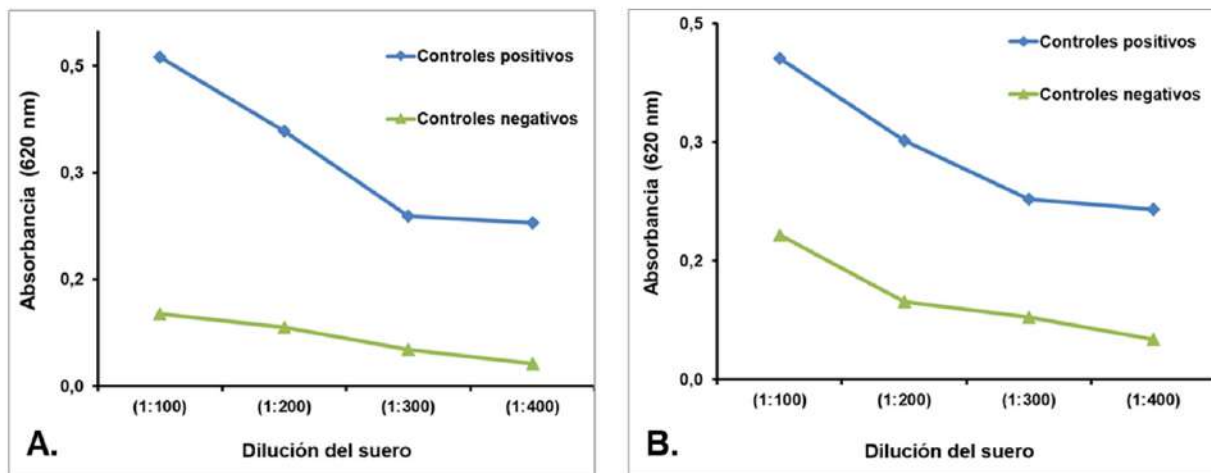 Absorbancia (620 nm)
0,5
0,3
0,2
0,0
Controles positivos
Controles negativos
(1:100)
(1:200)
(1:300)
(1:400)
Dilución del suero
A.
Absorbancia (620 nm)
0,5
0,3
0,2
0,0
Controles positivos
Controles negativos
(1:100)
(1:200)
(1:300)
(1:400)
Dilución del suero
B.